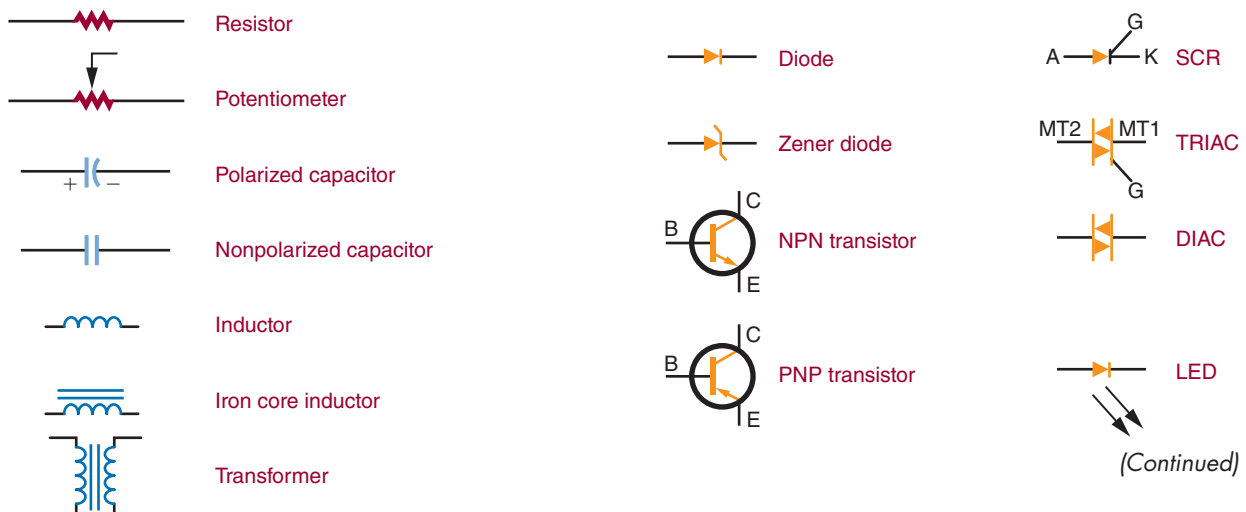 Resistor
Potentiometer
+ − Polarized capacitor
Nonpolarized capacitor
Inductor
Iron core inductor
Transformer
Diode
Zener diode
C
B NPN transistor
E
C
B PNP transistor
E
G
A K SCR
MT2 MT1 TRIAC
G
DIAC
LED
(Continued)